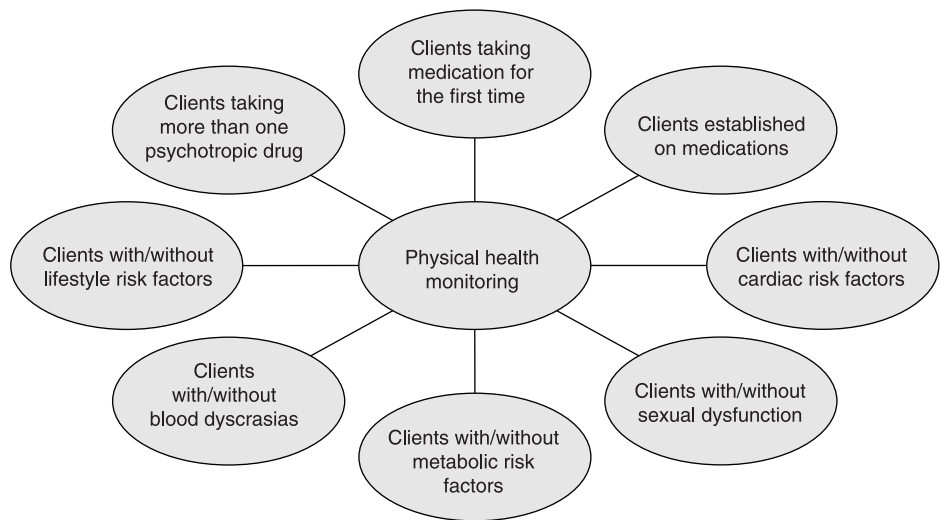 Clients taking
medication for
the first time
Clients taking
more than one
psychotropic drug
Clients established
on medications
Clients with/without
lifestyle risk factors
Physical health
monitoring
Clients with/without
cardiac risk factors
Clients
with/without
blood dyscrasias
Clients with/without
sexual dysfunction
Clients with/without
metabolic risk
factors